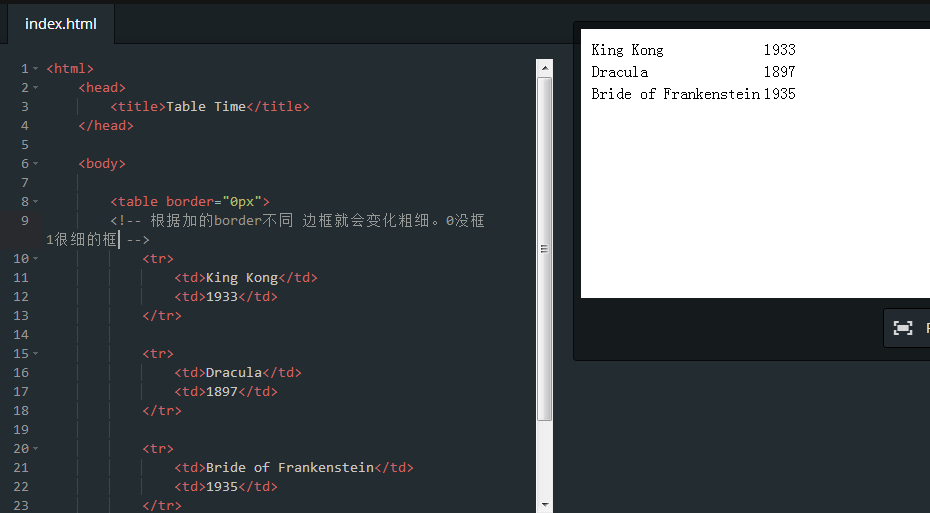 index.html
1 <html>
2 <head>
3 <title>Table Time</title>
4 </head>
5
6 <body>
7
8 <table border="0px">
9 <!-- 根据加的border不同 边框就会变化粗细。0没框
1很细的框 -->
10 <tr>
11 <td>King Kong</td>
12 <td>1933</td>
13 </tr>
14
15 <tr>
16 <td>Dracula</td>
17 <td>1897</td>
18 </tr>
19
20 <tr>
21 <td>Bride of Frankenstein</td>
22 <td>1935</td>
23 </tr>
King Kong 1933
Dracula 1897
Bride of Frankenstein 1935